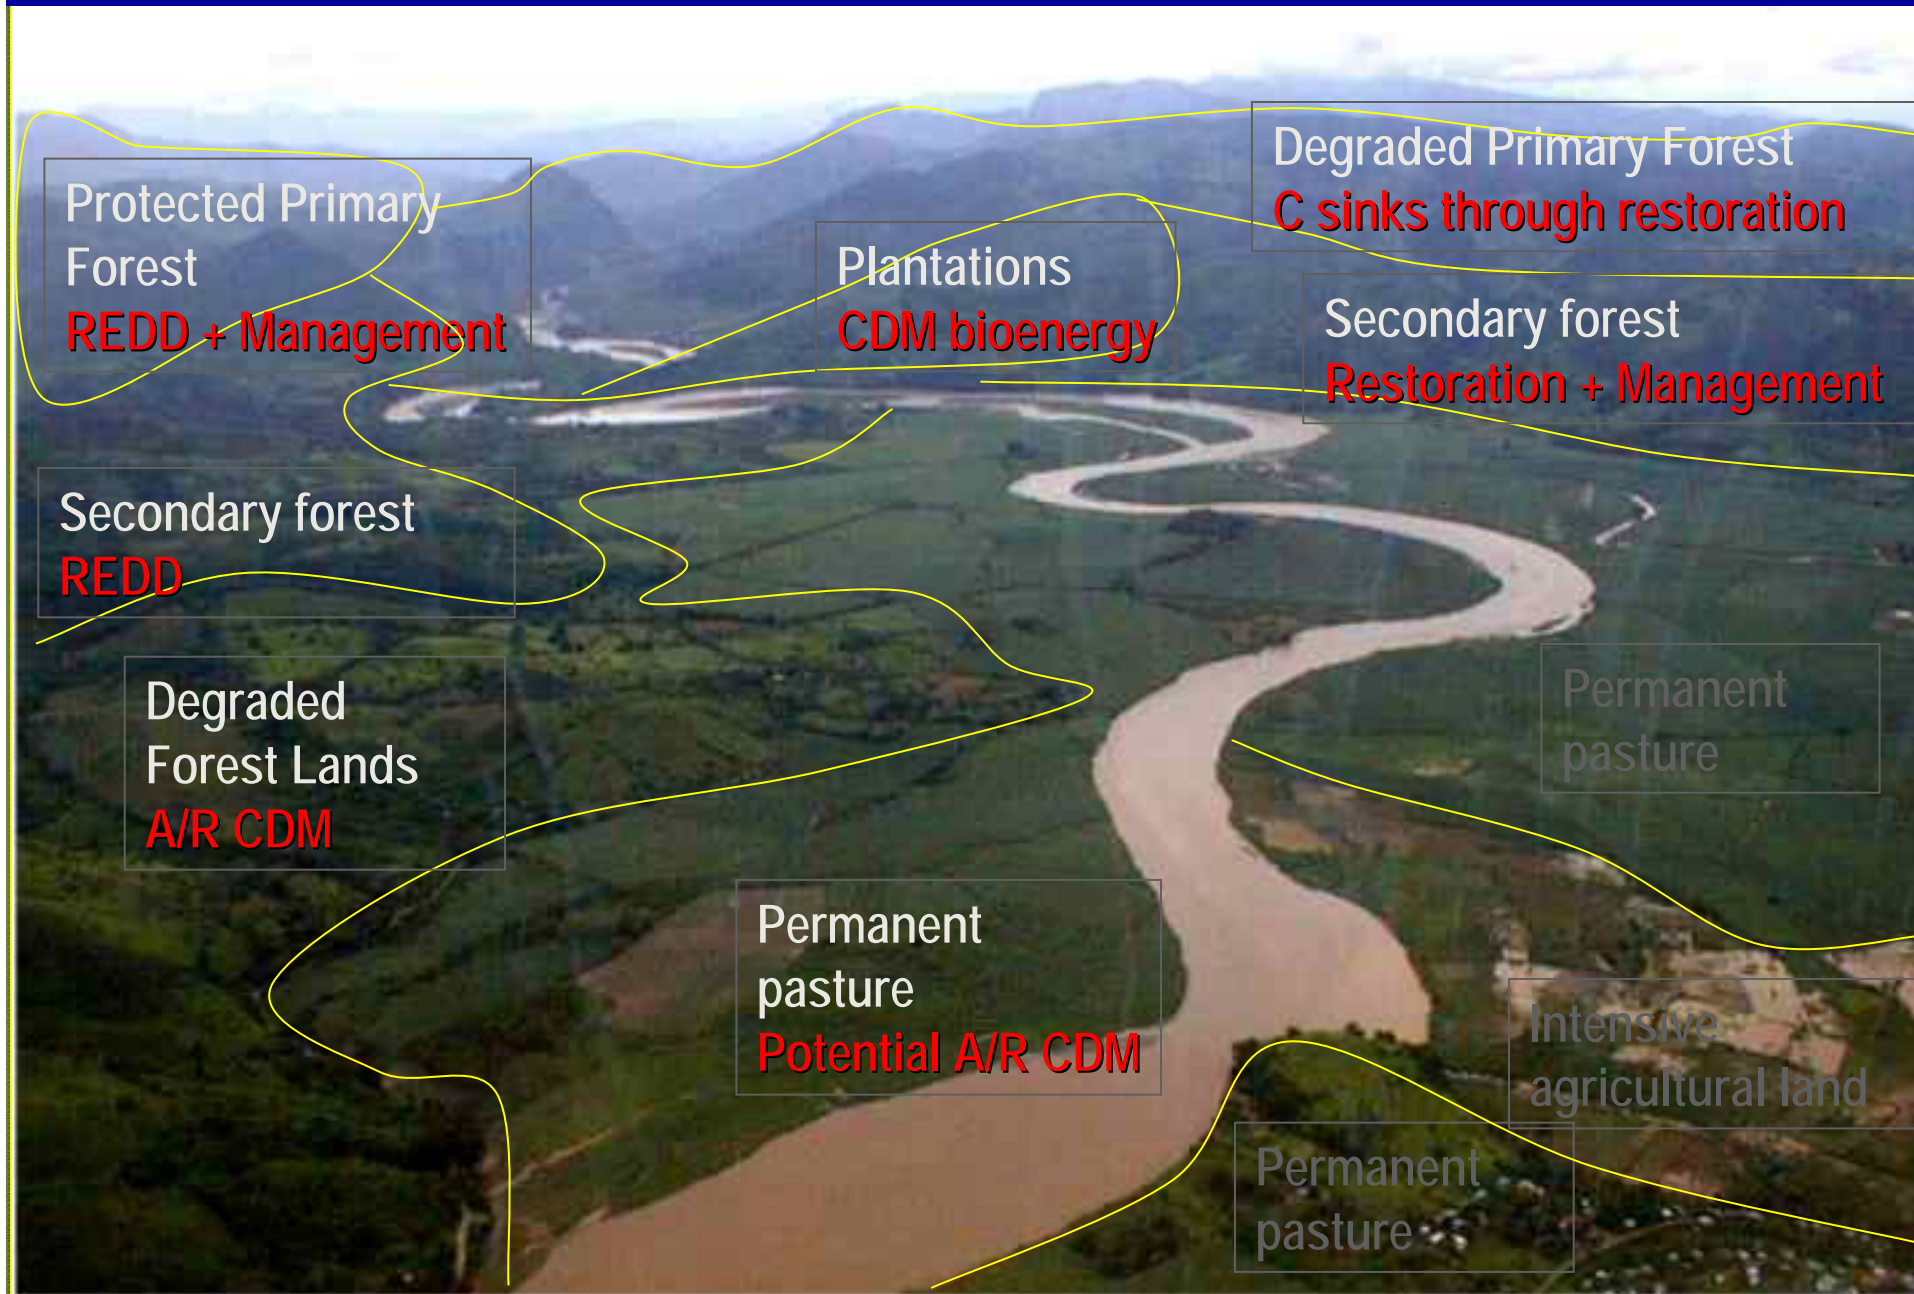 Degraded Primary Forest
C sinks through restoration
Protected Primary
Forest
REDD + Management
Plantations
CDM bioenergy
Secondary forest
Restoration + Management
Secondary forest
REDD
Degraded
Forest Lands
A/R CDM
Permanent
pasture
Permanent
pasture
Potential A/R CDM
Intensive
agricultural land
Permanent
pasture